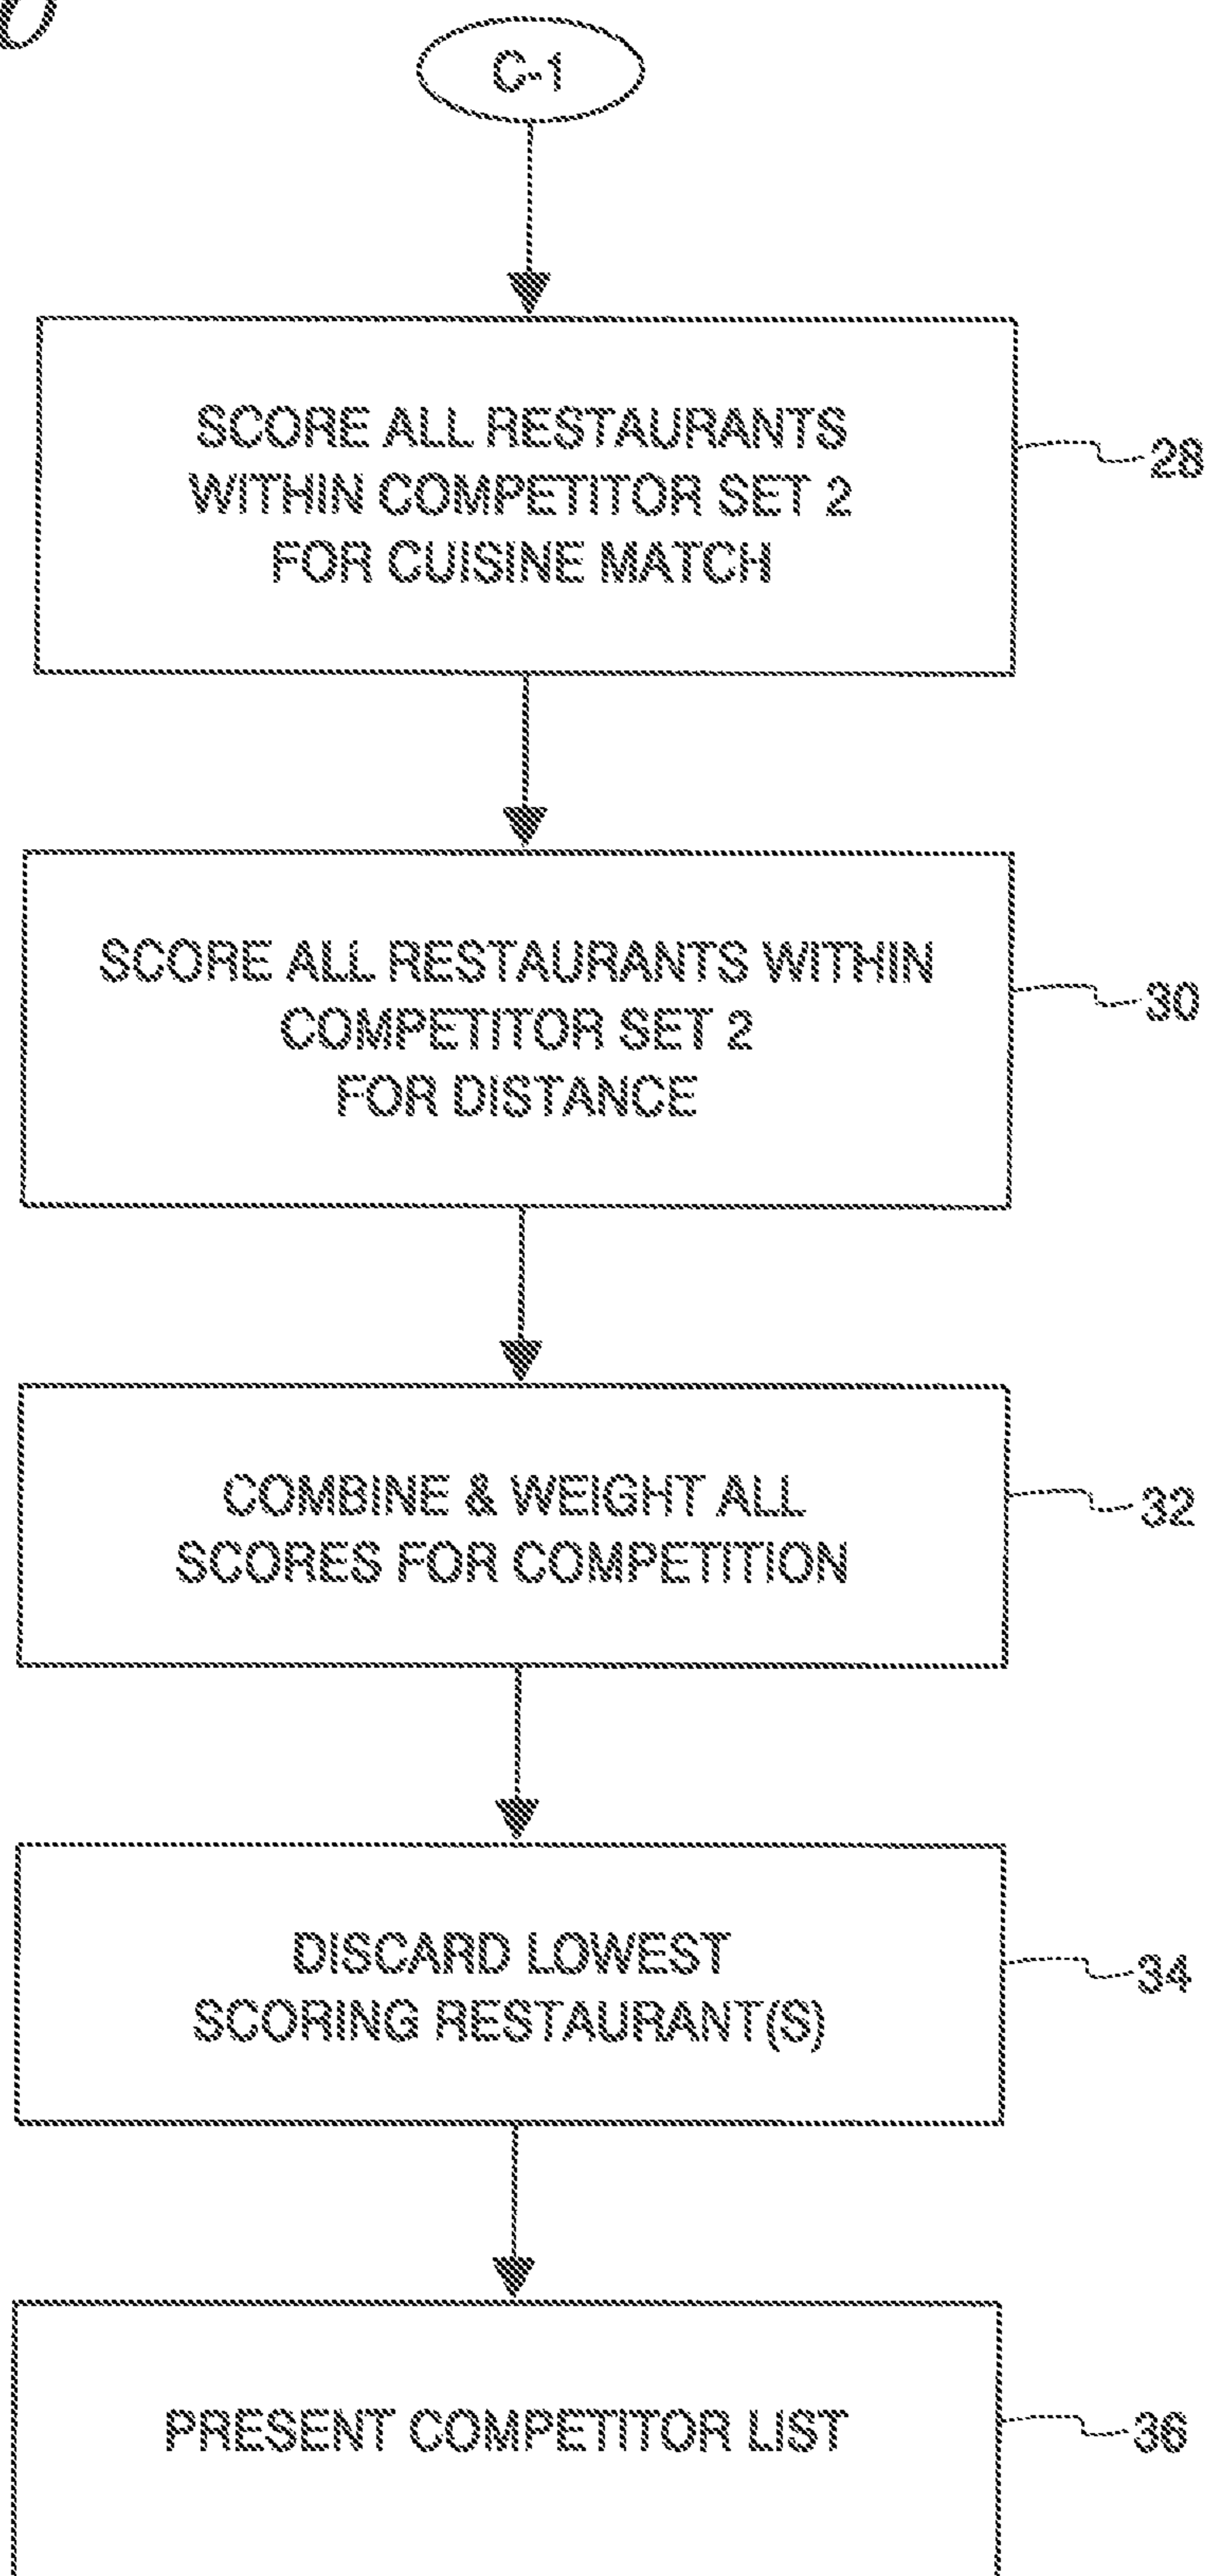 C-1
SCORE ALL RESTAURANTS
WITHIN COMPETITOR SET 2
FOR CUISINE MATCH
28
SCORE ALL RESTAURANTS WITHIN
COMPETITOR SET 2
FOR DISTANCE
30
COMBINE & WEIGHT ALL
SCORES FOR COMPETITION
32
DISCARD LOWEST
SCORING RESTAURANT(S)
34
PRESENT COMPETITOR LIST
36